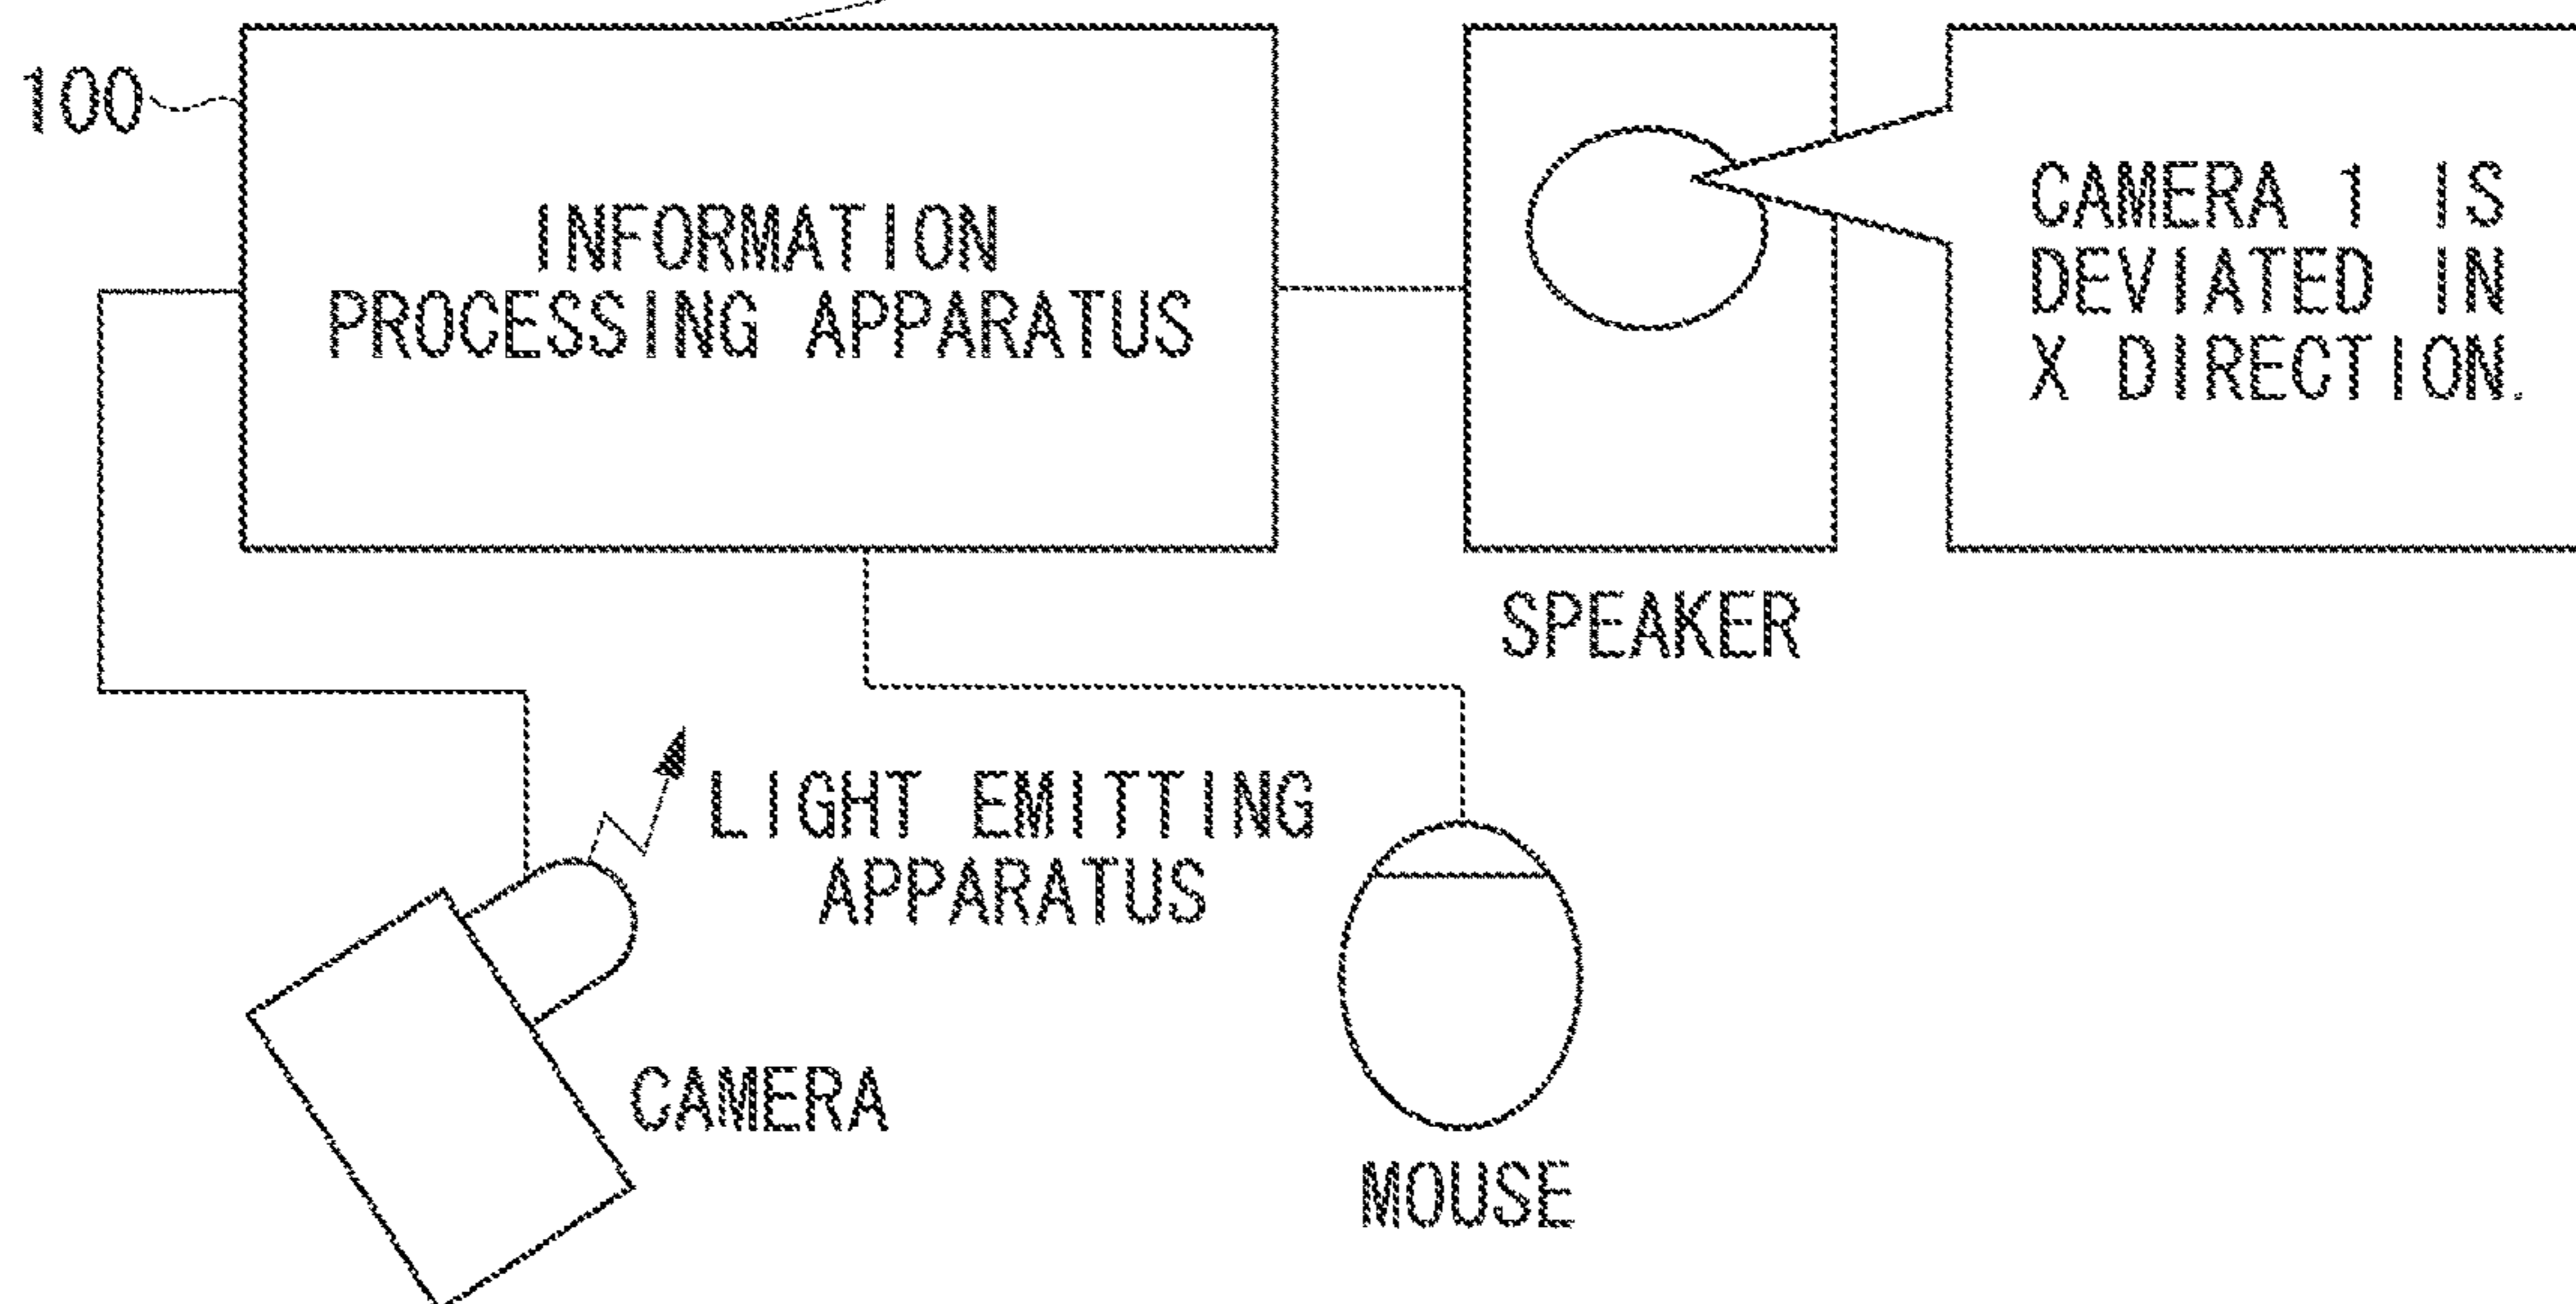 100
INFORMATION
PROCESSING APPARATUS
CAMERA 1 IS
DEVIATED IN
X DIRECTION.
SPEAKER
LIGHT EMITTING
APPARATUS
CAMERA
MOUSE